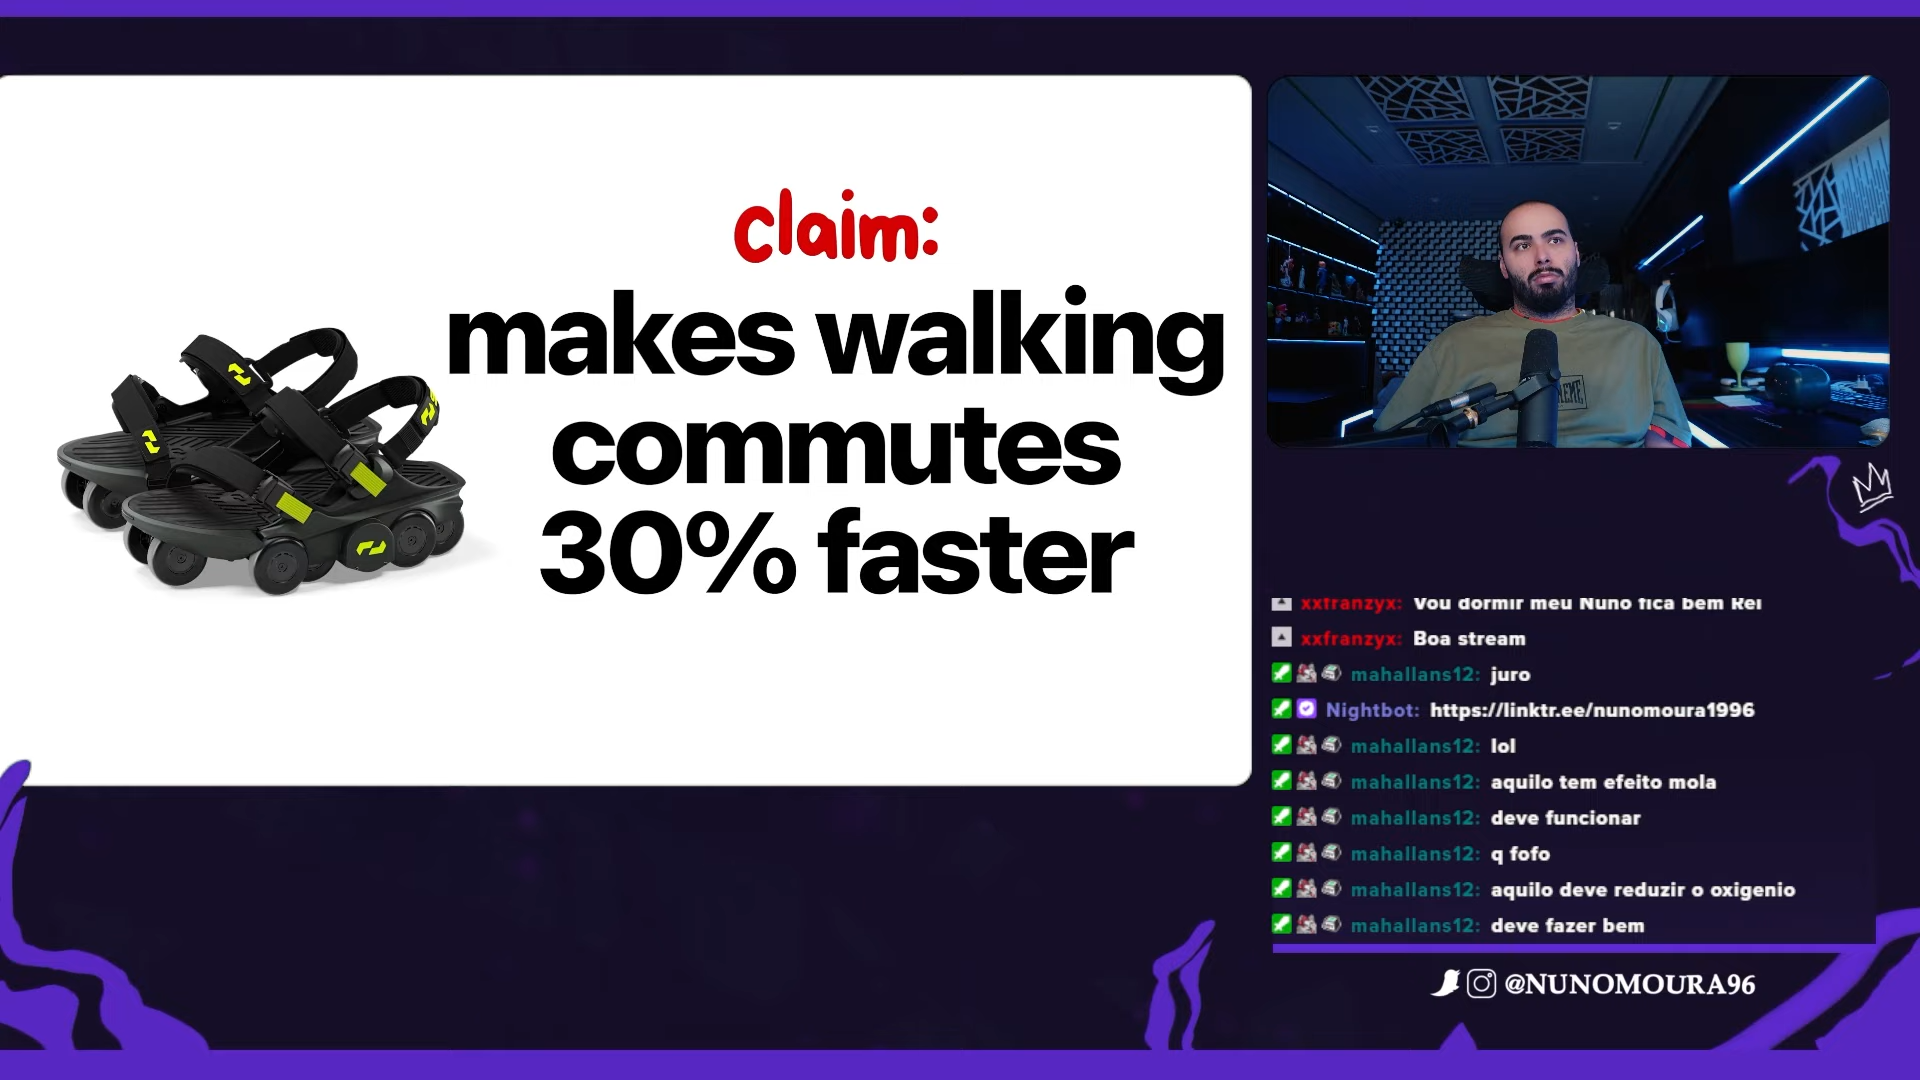 claim:
makes walking
commutes
30% faster
xxfranzyx: Vou dormir meu Nuno fica bem Rei
xxfranzyx: Boa stream
mahallans12: juro
Nightbot: https://linktr.ee/nunomoura1996
mahallans12: lol
mahallans12: aquilo tem efeito mola
mahallans12: deve funcionar
mahallans12: q fofo
mahallans12: aquilo deve reduzir o oxigenio
mahallans12: deve fazer bem
@NUNOMOURA96